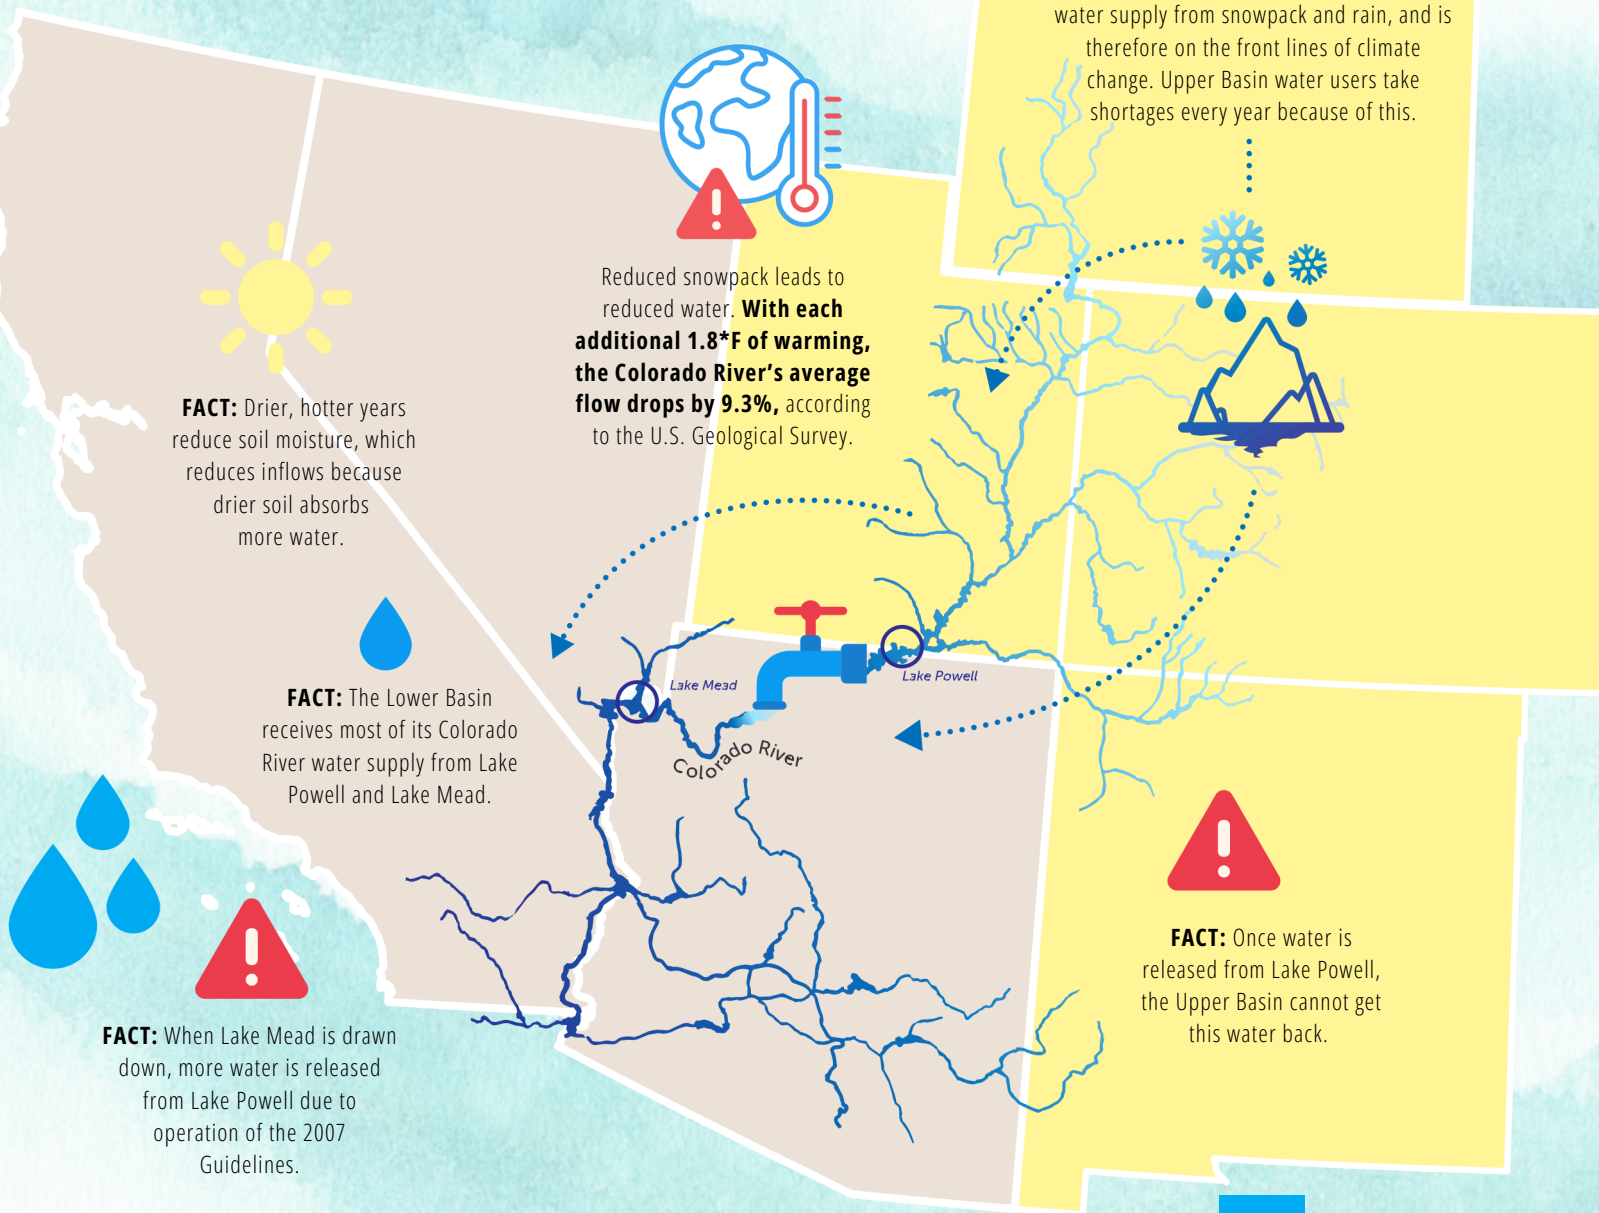 water supply from snowpack and rain, and is
therefore on the front lines of climate
change. Upper Basin water users take
shortages every year because of this.
Reduced snowpack leads to
reduced water. With each
additional 1.8*F of warming,
the Colorado River's average
flow drops by 9.3%, according
to the U.S. Geological Survey.
FACT: Drier, hotter years
reduce soil moisture, which
reduces inflows because
drier soil absorbs
more water.
FACT: The Lower Basin
receives most of its Colorado
River water supply from Lake
Powell and Lake Mead.
Lake Mead
Lake Powell
Colorado River
FACT: Once water is
released from Lake Powell,
the Upper Basin cannot get
this water back.
FACT: When Lake Mead is drawn
down, more water is released
from Lake Powell due to
operation of the 2007
Guidelines.